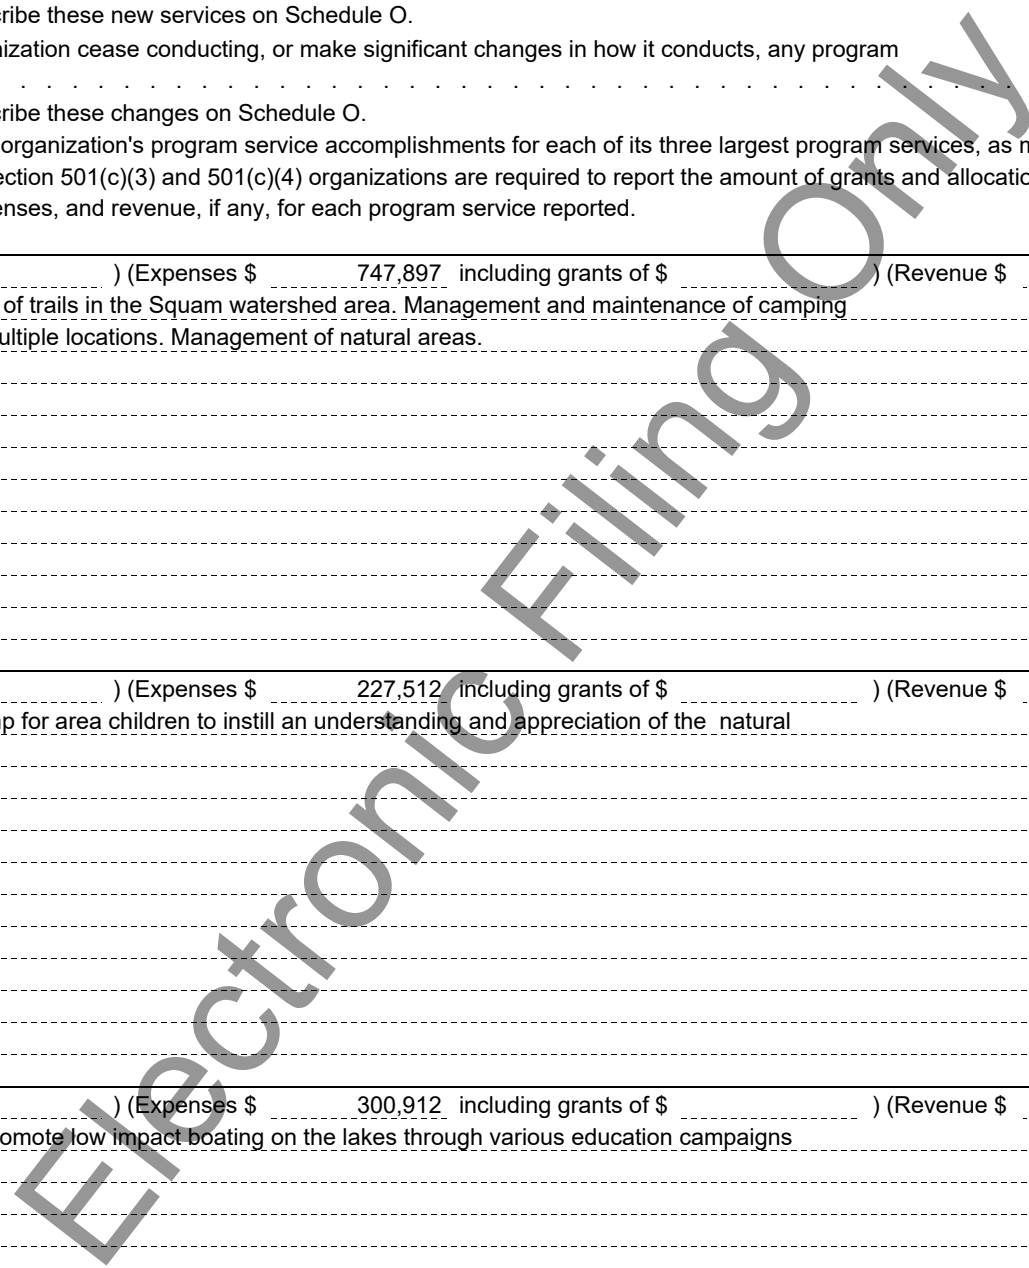 cribe these new services on Schedule O.
nization cease conducting, or make significant changes in how it conducts, any program
. . . . . . . . . . . . . . . . . . . . . . . . . . . . . . . . . . . . . . .
cribe these changes on Schedule O.
organization's program service accomplishments for each of its three largest program services, as m
ection 501(c)(3) and 501(c)(4) organizations are required to report the amount of grants and allocatio
enses, and revenue, if any, for each program service reported.
) (Expenses $ 747,897 including grants of $ ) (Revenue $
of trails in the Squam watershed area. Management and maintenance of camping
ultiple locations. Management of natural areas.
) (Expenses $ 227,512 including grants of $ ) (Revenue $
p for area children to instill an understanding and appreciation of the natural
) (Expenses $ 300,912 including grants of $ ) (Revenue $
omote low impact boating on the lakes through various education campaigns
Electronic Filing Only